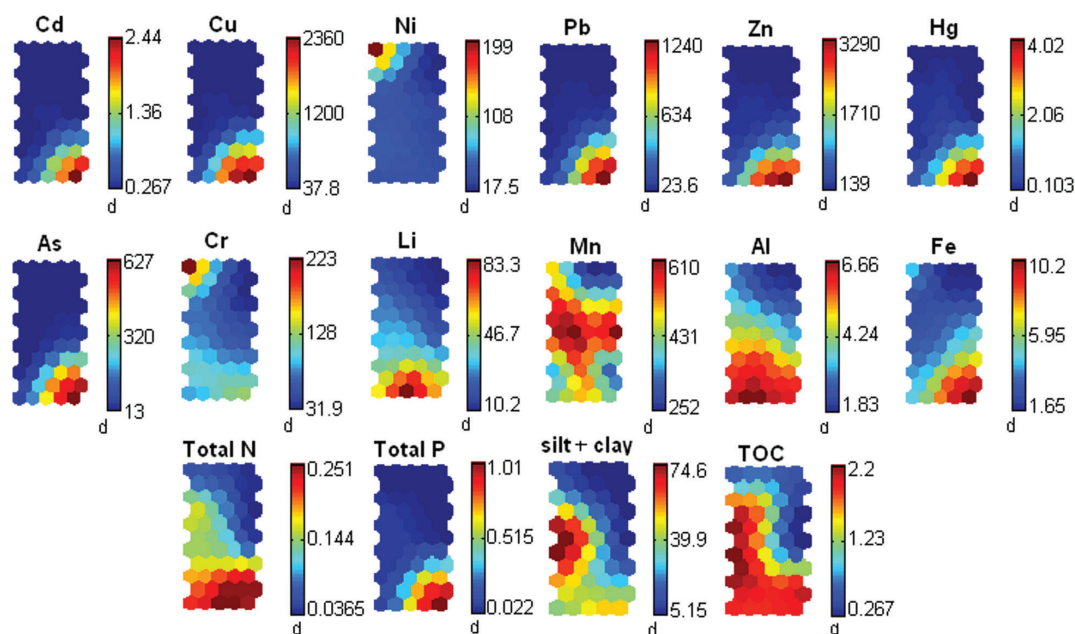 Cd Cu Ni Pb Zn Hg
2.44 2360 199 1240 3290 4.02
1.36 1200 108 634 1710 2.06
0.267 37.8 17.5 23.6 139 0.103
d d d d d d
As Cr Li Mn Al Fe
627 223 83.3 610 6.66 10.2
320 128 46.7 431 4.24 5.95
13 31.9 10.2 252 1.83 1.65
d d d d d d
Total N Total P silt + clay TOC
0.251 1.01 74.6 2.2
0.144 0.515 39.9 1.23
0.0365 0.022 5.15 0.267
d d d d